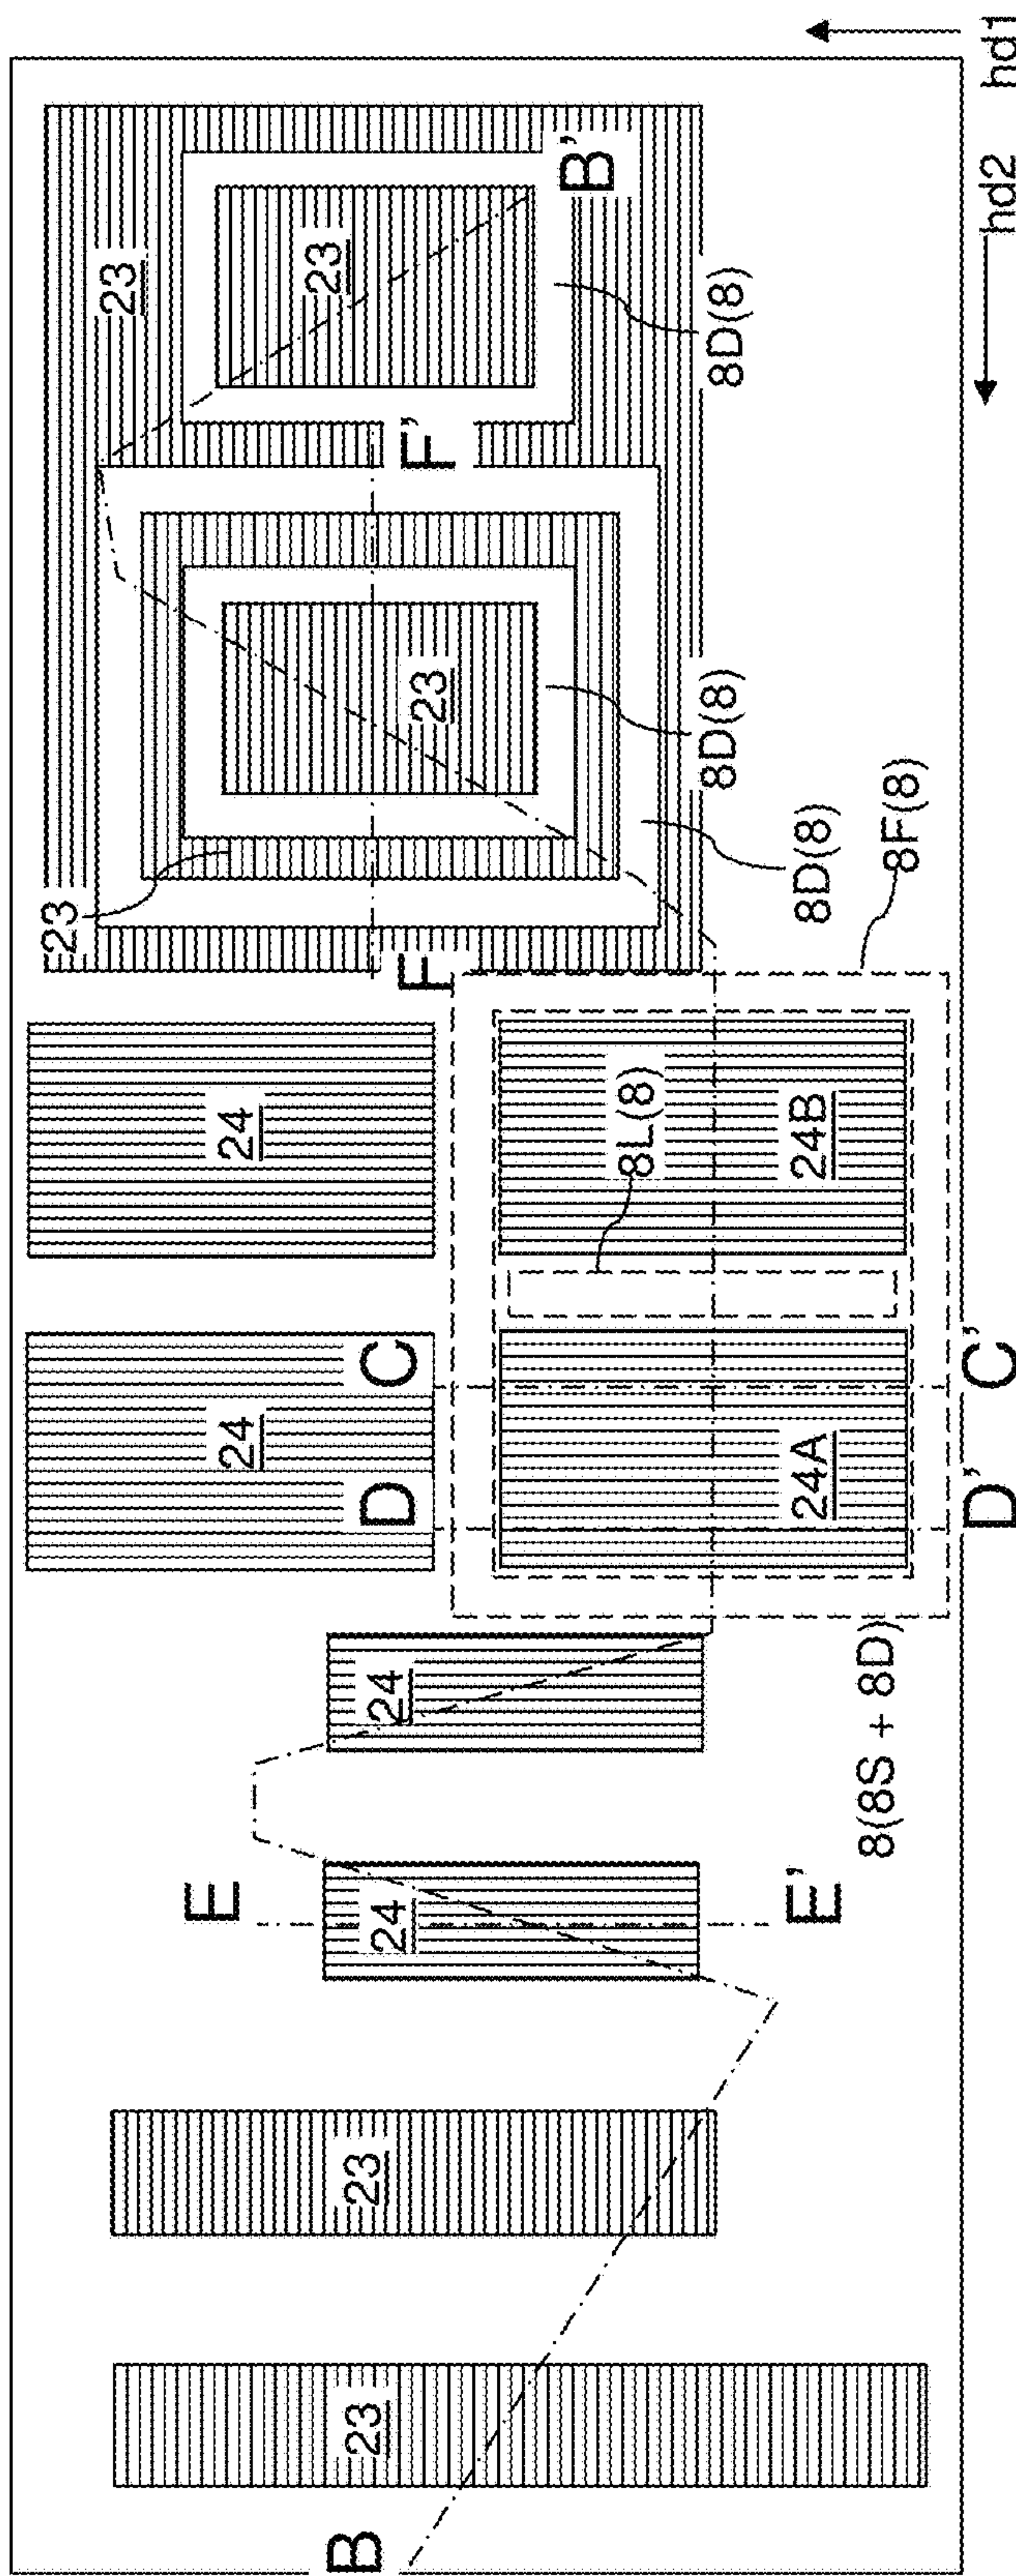 hd1
hd2
B'
23
23
8D(8)
F'
23
8D(8)
23
8D(8)
8F(8)
F
24
8L(8)
24B
24
C
C'
D
24A
D'
24
8(8S + 8D)
E
24
E'
23
23
B